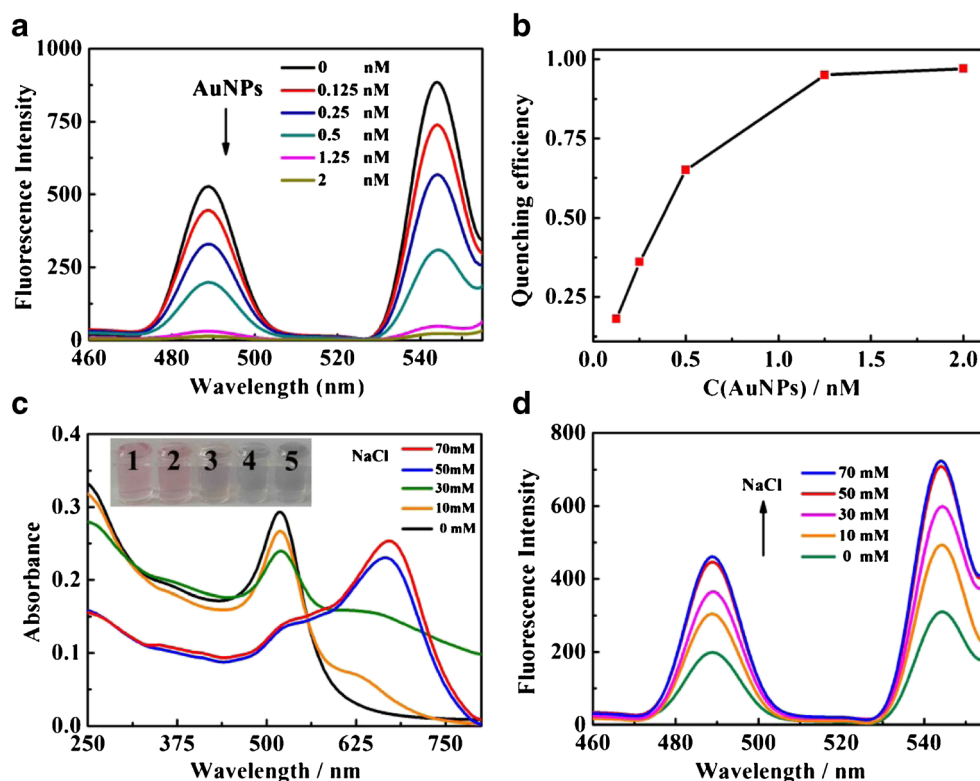 a
1000
750
500
250
0
460 480 500 520 540
Fluorescence Intensity
Wavelength (nm)
AuNPs
0 nM
0.125 nM
0.25 nM
0.5 nM
1.25 nM
2 nM
b
1.00
0.75
0.50
0.25
0.0 0.5 1.0 1.5 2.0
Quenching efficiency
C(AuNPs) / nM
c
0.4
0.3
0.2
0.1
0.0
250 375 500 625 750
Absorbance
Wavelength / nm
1 2 3 4 5
NaCl
70mM
50mM
30mM
10mM
0 mM
d
800
600
400
200
0
460 480 500 520 540
Fluorescence Intensity
Wavelength / nm
NaCl
70 mM
50 mM
30 mM
10 mM
0 mM